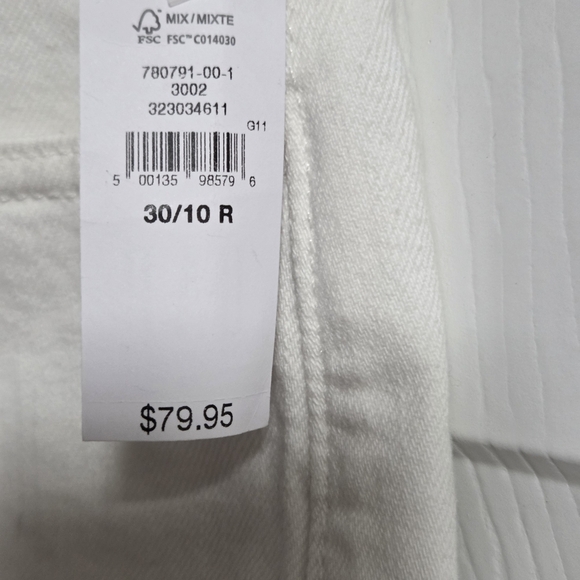 MIX/MIXTE
FSC FSC™ C014030
780791-00-1
3002
323034611
G11
5 00135 98579 6
30/10 R
$79.95